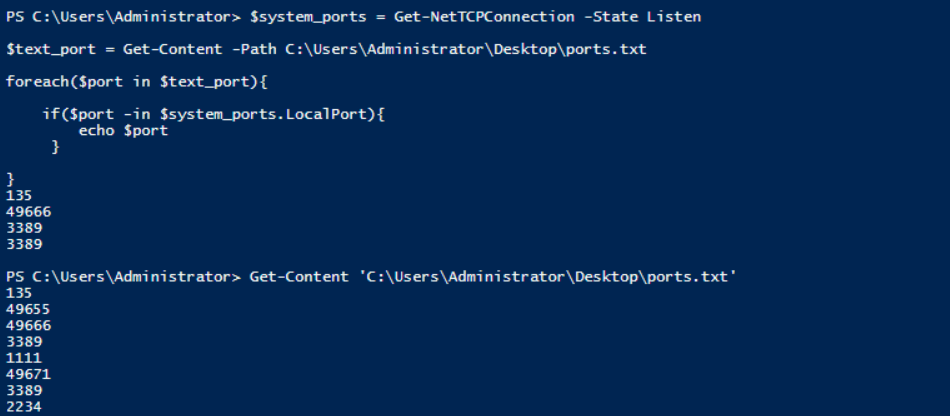 PS C:\Users\Administrator> $system_ports = Get-NetTCPConnection -State Listen
$text_port = Get-Content -Path C:\Users\Administrator\Desktop\ports.txt
foreach($port in $text_port){
if($port -in $system_ports.LocalPort){
echo $port
}
}
135
49666
3389
3389
PS C:\Users\Administrator> Get-Content 'C:\Users\Administrator\Desktop\ports.txt'
135
49655
49666
3389
1111
49671
3389
2234